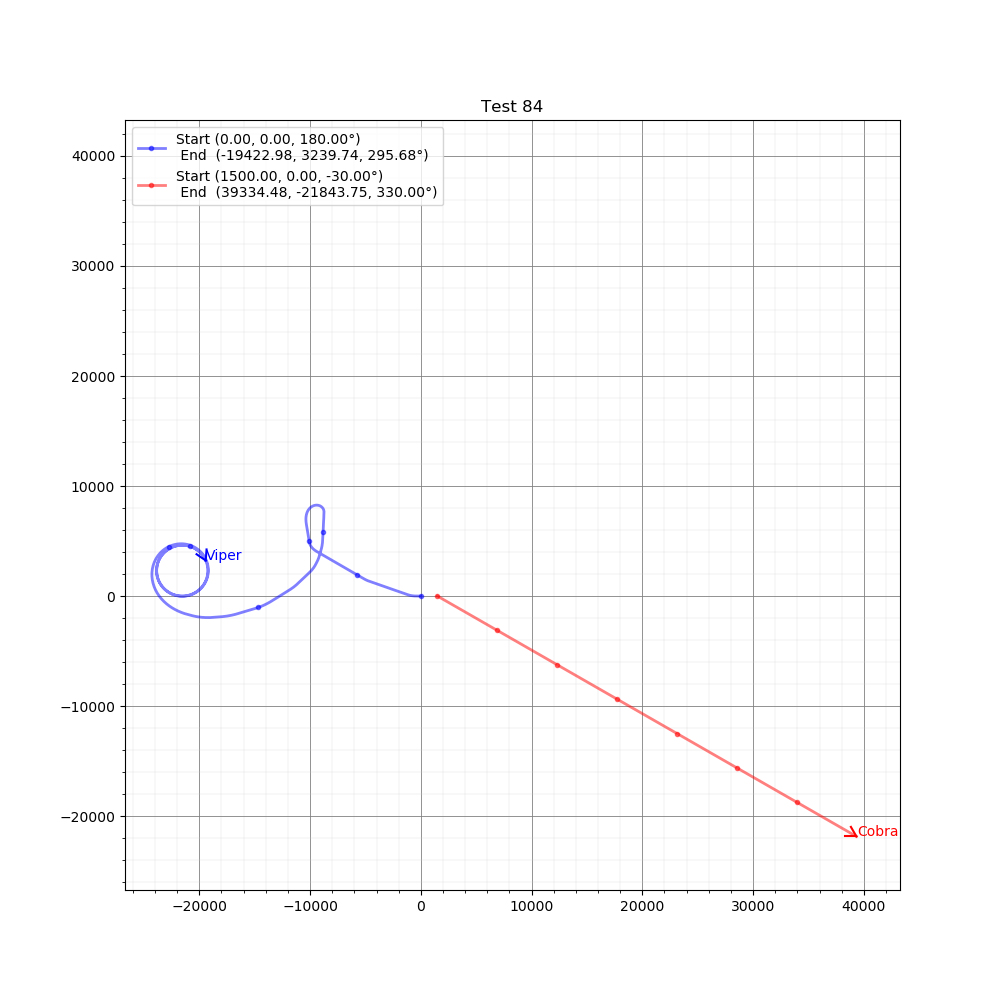 Test 84
Start (0.00, 0.00, 180.00°)
End (-19422.98, 3239.74, 295.68°)
Start (1500.00, 0.00, -30.00°)
End (39334.48, -21843.75, 330.00°)
40000
30000
20000
10000
0
−10000
−20000
Viper
Cobra
−20000 −10000 0 10000 20000 30000 40000